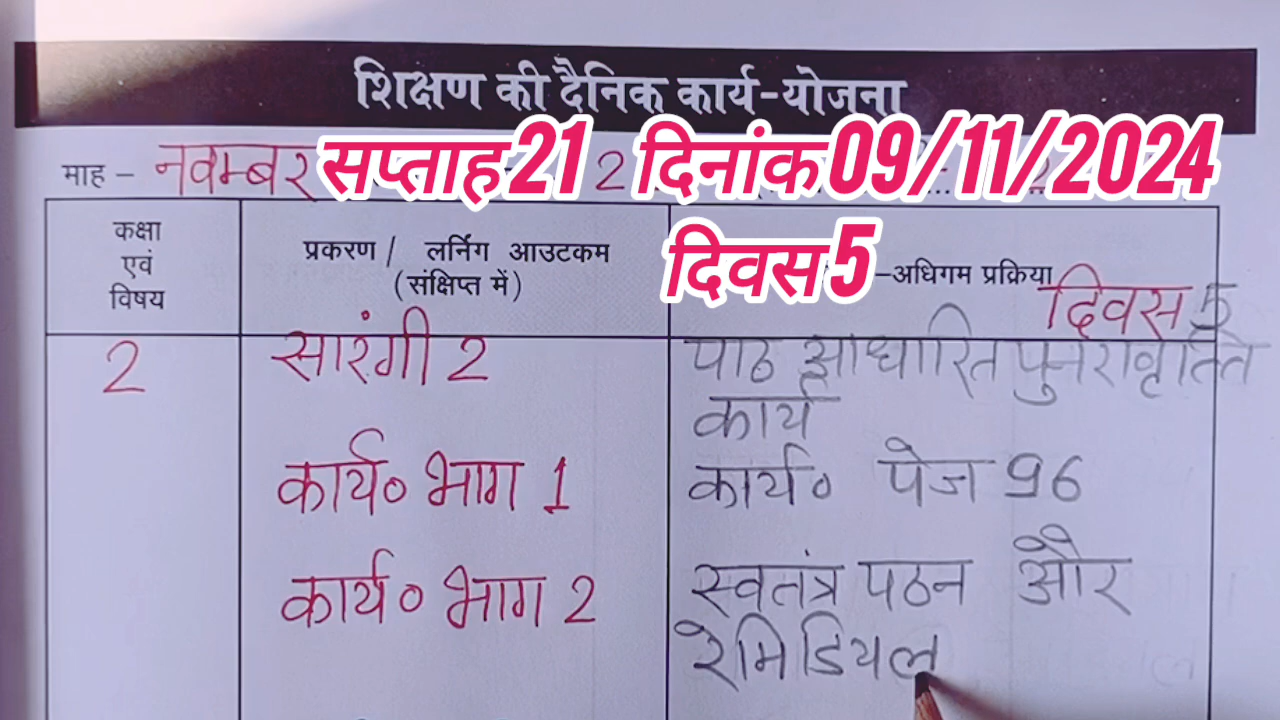 शिक्षण की दैनिक कार्य-योजना
माह – नवम्बर सप्ताह 21 2 दिनांक 09/11/2024
दिवस 5
कक्षा एवं विषय
प्रकरण / लर्निंग आउटकम (संक्षिप्त में)
–अधिगम प्रक्रिया
दिवस 5
2 सारंगी 2 पाठ आधारित पुनरावृत्ति
कार्य
कार्य० भाग 1 कार्य० पेज 96
कार्य० भाग 2 स्वतंत्र पठन और
रेमिडियल